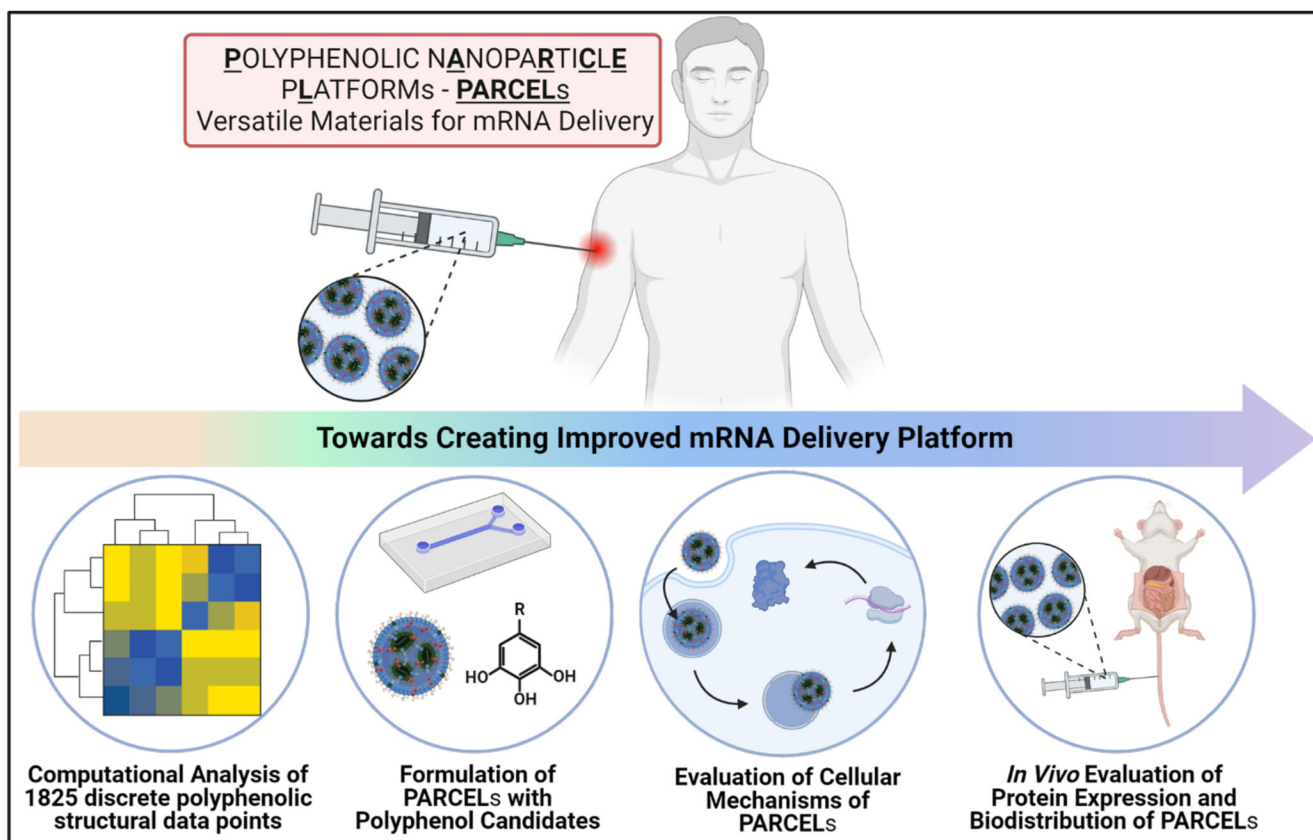 POLYPHENOLIC NANOPARTICLE
PLATFORMs - PARCELs
Versatile Materials for mRNA Delivery
Towards Creating Improved mRNA Delivery Platform
R
HO
OH
OH
Computational Analysis of
1825 discrete polyphenolic
structural data points
Formulation of
PARCELs with
Polyphenol Candidates
Evaluation of Cellular
Mechanisms of
PARCELs
In Vivo Evaluation of
Protein Expression and
Biodistribution of PARCELs